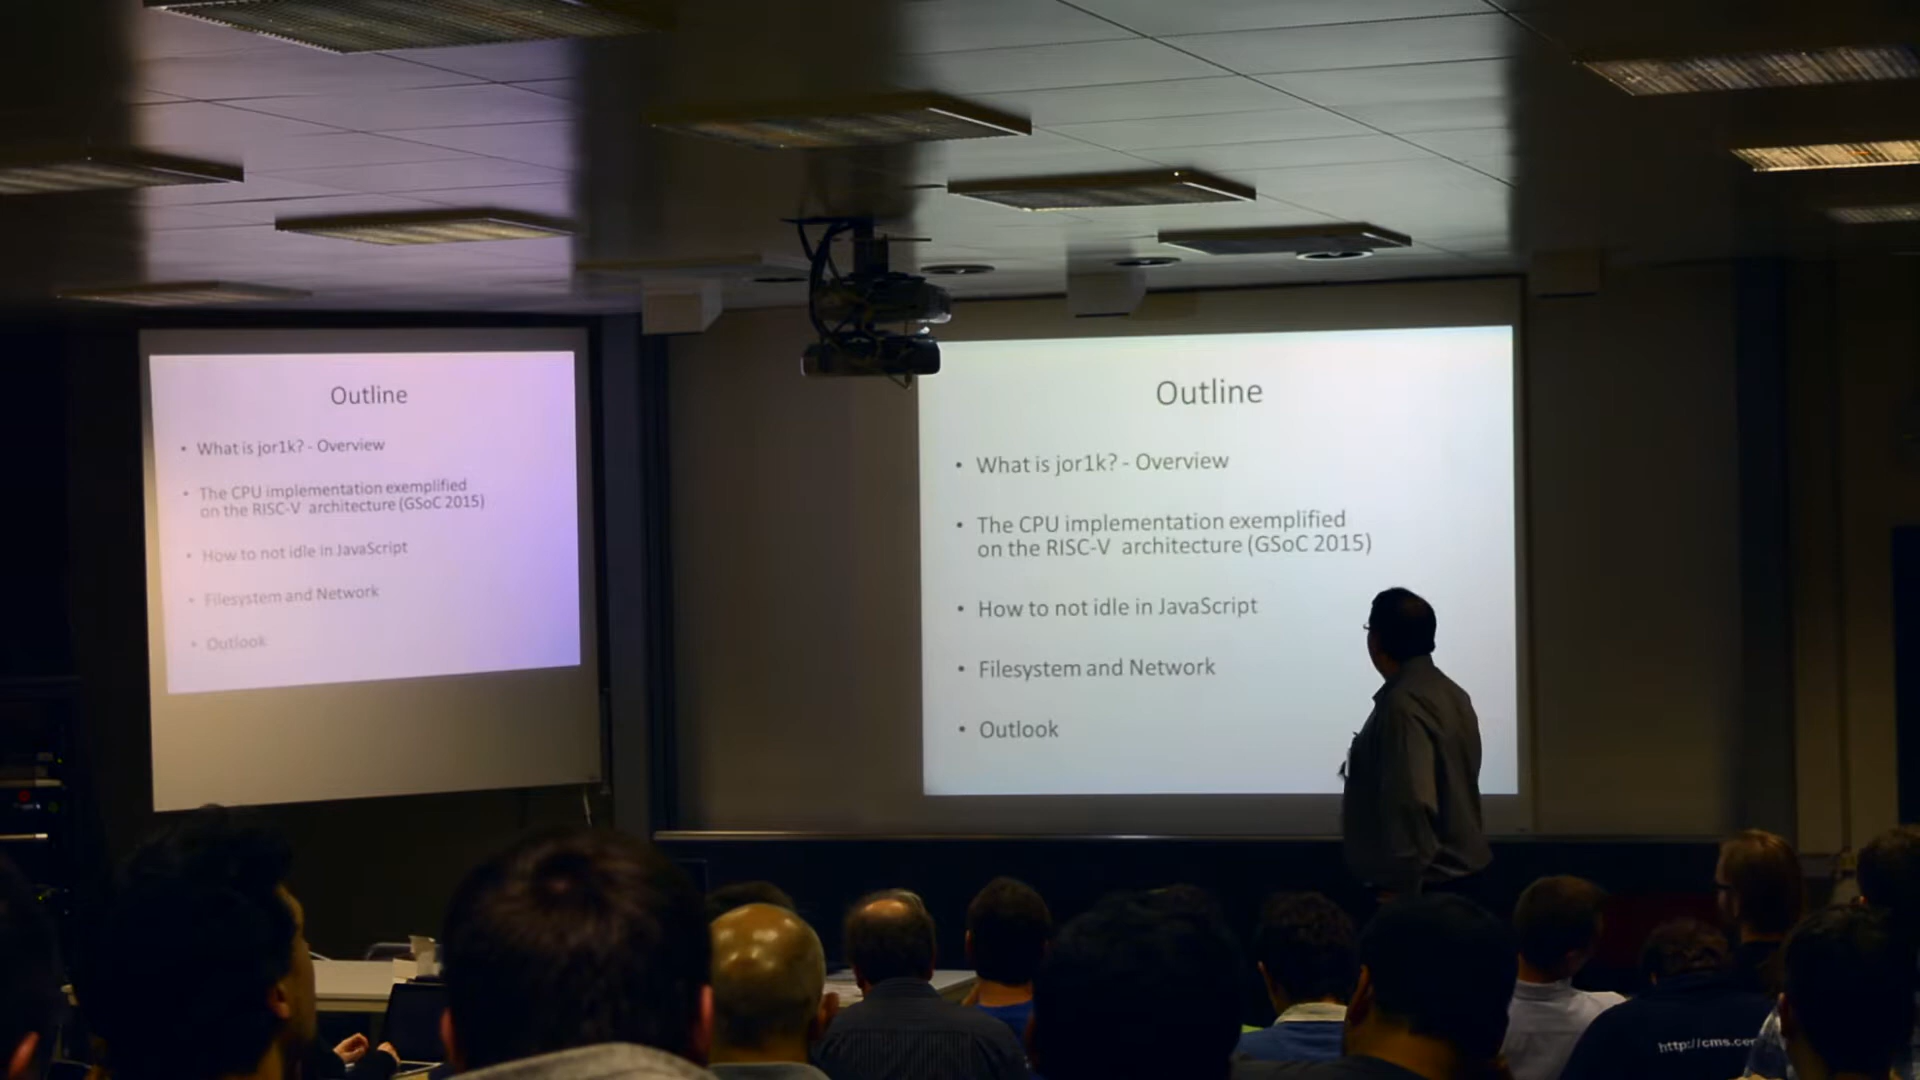 Outline
• What is jor1k? - Overview
• The CPU implementation exemplified
on the RISC-V architecture (GSoC 2015)
• How to not idle in JavaScript
• Filesystem and Network
• Outlook
Outline
• What is jor1k? - Overview
• The CPU implementation exemplified
on the RISC-V architecture (GSoC 2015)
• How to not idle in JavaScript
• Filesystem and Network
• Outlook
http://cms.cer